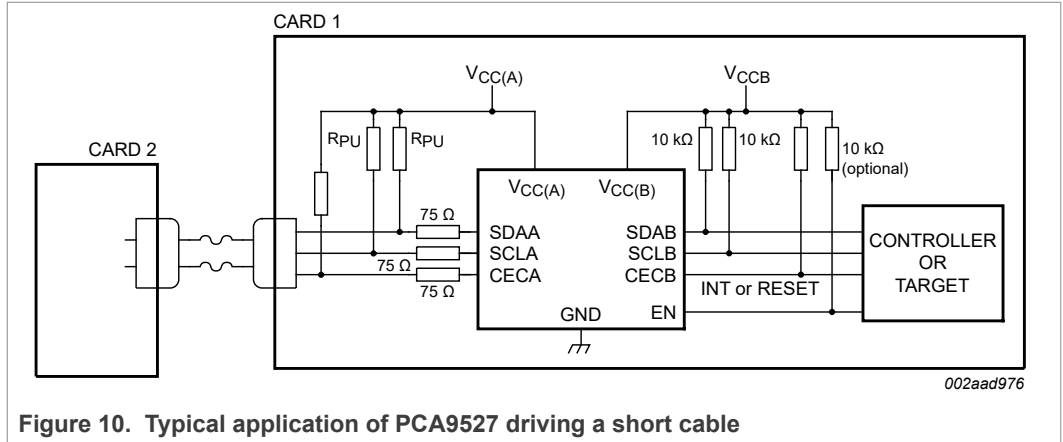 CARD 1
V_CC(A)
V_CCB
R_PU
R_PU
10 kΩ
10 kΩ
10 kΩ
(optional)
CARD 2
V_CC(A)
V_CC(B)
75 Ω
SDAA
SDAB
SCLA
SCLB
75 Ω
CECA
CECB
75 Ω
INT or RESET
GND
EN
CONTROLLER
OR
TARGET
002aad976
Figure 10. Typical application of PCA9527 driving a short cable